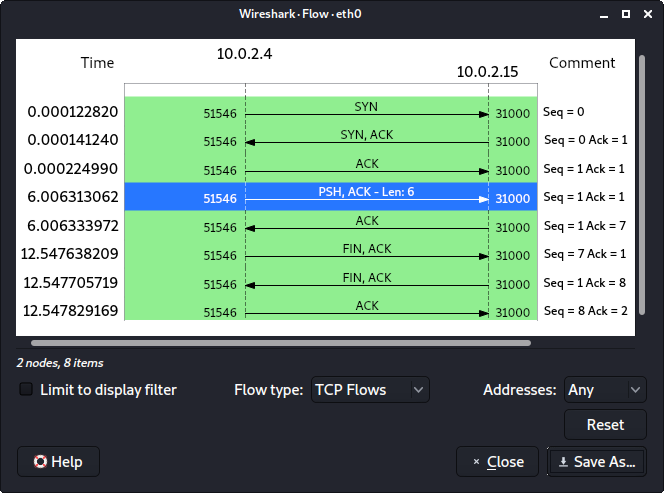 Wireshark · Flow · eth0
Time 10.0.2.4 10.0.2.15 Comment
0.000122820 51546 SYN 31000 Seq = 0
0.000141240 51546 SYN, ACK 31000 Seq = 0 Ack = 1
0.000224990 51546 ACK 31000 Seq = 1 Ack = 1
6.006313062 51546 PSH, ACK - Len: 6 31000 Seq = 1 Ack = 1
6.006333972 51546 ACK 31000 Seq = 1 Ack = 7
12.547638209 51546 FIN, ACK 31000 Seq = 7 Ack = 1
12.547705719 51546 FIN, ACK 31000 Seq = 1 Ack = 8
12.547829169 51546 ACK 31000 Seq = 8 Ack = 2
2 nodes, 8 items
Limit to display filter Flow type: TCP Flows Addresses: Any
Reset
Help × Close Save As...